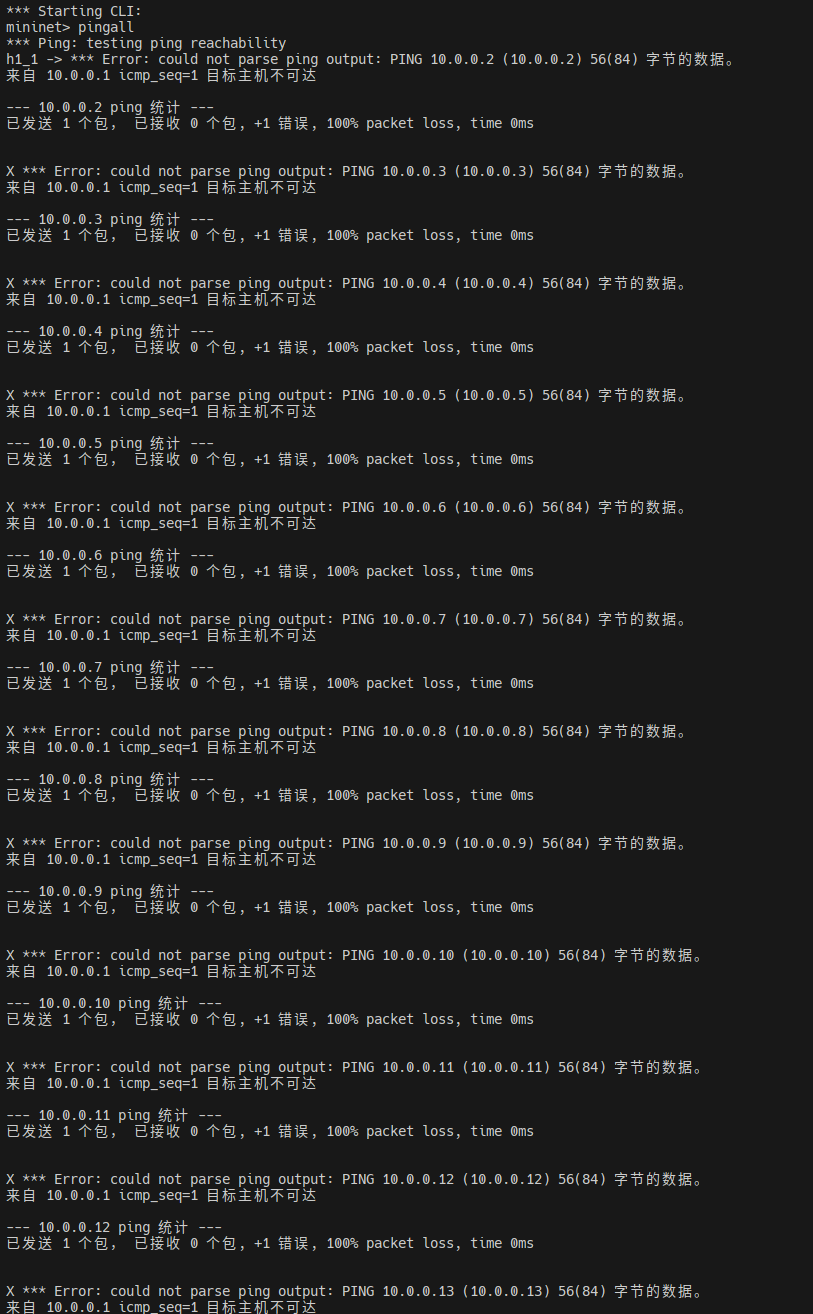 *** Starting CLI:
mininet> pingall
*** Ping: testing ping reachability
h1_1 -> *** Error: could not parse ping output: PING 10.0.0.2 (10.0.0.2) 56(84) 字节的数据。
来自 10.0.0.1 icmp_seq=1 目标主机不可达
--- 10.0.0.2 ping 统计 ---
已发送 1 个包， 已接收 0 个包, +1 错误, 100% packet loss, time 0ms
X *** Error: could not parse ping output: PING 10.0.0.3 (10.0.0.3) 56(84) 字节的数据。
来自 10.0.0.1 icmp_seq=1 目标主机不可达
--- 10.0.0.3 ping 统计 ---
已发送 1 个包， 已接收 0 个包, +1 错误, 100% packet loss, time 0ms
X *** Error: could not parse ping output: PING 10.0.0.4 (10.0.0.4) 56(84) 字节的数据。
来自 10.0.0.1 icmp_seq=1 目标主机不可达
--- 10.0.0.4 ping 统计 ---
已发送 1 个包， 已接收 0 个包, +1 错误, 100% packet loss, time 0ms
X *** Error: could not parse ping output: PING 10.0.0.5 (10.0.0.5) 56(84) 字节的数据。
来自 10.0.0.1 icmp_seq=1 目标主机不可达
--- 10.0.0.5 ping 统计 ---
已发送 1 个包， 已接收 0 个包, +1 错误, 100% packet loss, time 0ms
X *** Error: could not parse ping output: PING 10.0.0.6 (10.0.0.6) 56(84) 字节的数据。
来自 10.0.0.1 icmp_seq=1 目标主机不可达
--- 10.0.0.6 ping 统计 ---
已发送 1 个包， 已接收 0 个包, +1 错误, 100% packet loss, time 0ms
X *** Error: could not parse ping output: PING 10.0.0.7 (10.0.0.7) 56(84) 字节的数据。
来自 10.0.0.1 icmp_seq=1 目标主机不可达
--- 10.0.0.7 ping 统计 ---
已发送 1 个包， 已接收 0 个包, +1 错误, 100% packet loss, time 0ms
X *** Error: could not parse ping output: PING 10.0.0.8 (10.0.0.8) 56(84) 字节的数据。
来自 10.0.0.1 icmp_seq=1 目标主机不可达
--- 10.0.0.8 ping 统计 ---
已发送 1 个包， 已接收 0 个包, +1 错误, 100% packet loss, time 0ms
X *** Error: could not parse ping output: PING 10.0.0.9 (10.0.0.9) 56(84) 字节的数据。
来自 10.0.0.1 icmp_seq=1 目标主机不可达
--- 10.0.0.9 ping 统计 ---
已发送 1 个包， 已接收 0 个包, +1 错误, 100% packet loss, time 0ms
X *** Error: could not parse ping output: PING 10.0.0.10 (10.0.0.10) 56(84) 字节的数据。
来自 10.0.0.1 icmp_seq=1 目标主机不可达
--- 10.0.0.10 ping 统计 ---
已发送 1 个包， 已接收 0 个包, +1 错误, 100% packet loss, time 0ms
X *** Error: could not parse ping output: PING 10.0.0.11 (10.0.0.11) 56(84) 字节的数据。
来自 10.0.0.1 icmp_seq=1 目标主机不可达
--- 10.0.0.11 ping 统计 ---
已发送 1 个包， 已接收 0 个包, +1 错误, 100% packet loss, time 0ms
X *** Error: could not parse ping output: PING 10.0.0.12 (10.0.0.12) 56(84) 字节的数据。
来自 10.0.0.1 icmp_seq=1 目标主机不可达
--- 10.0.0.12 ping 统计 ---
已发送 1 个包， 已接收 0 个包, +1 错误, 100% packet loss, time 0ms
X *** Error: could not parse ping output: PING 10.0.0.13 (10.0.0.13) 56(84) 字节的数据。
来自 10.0.0.1 icmp_seq=1 目标主机不可达